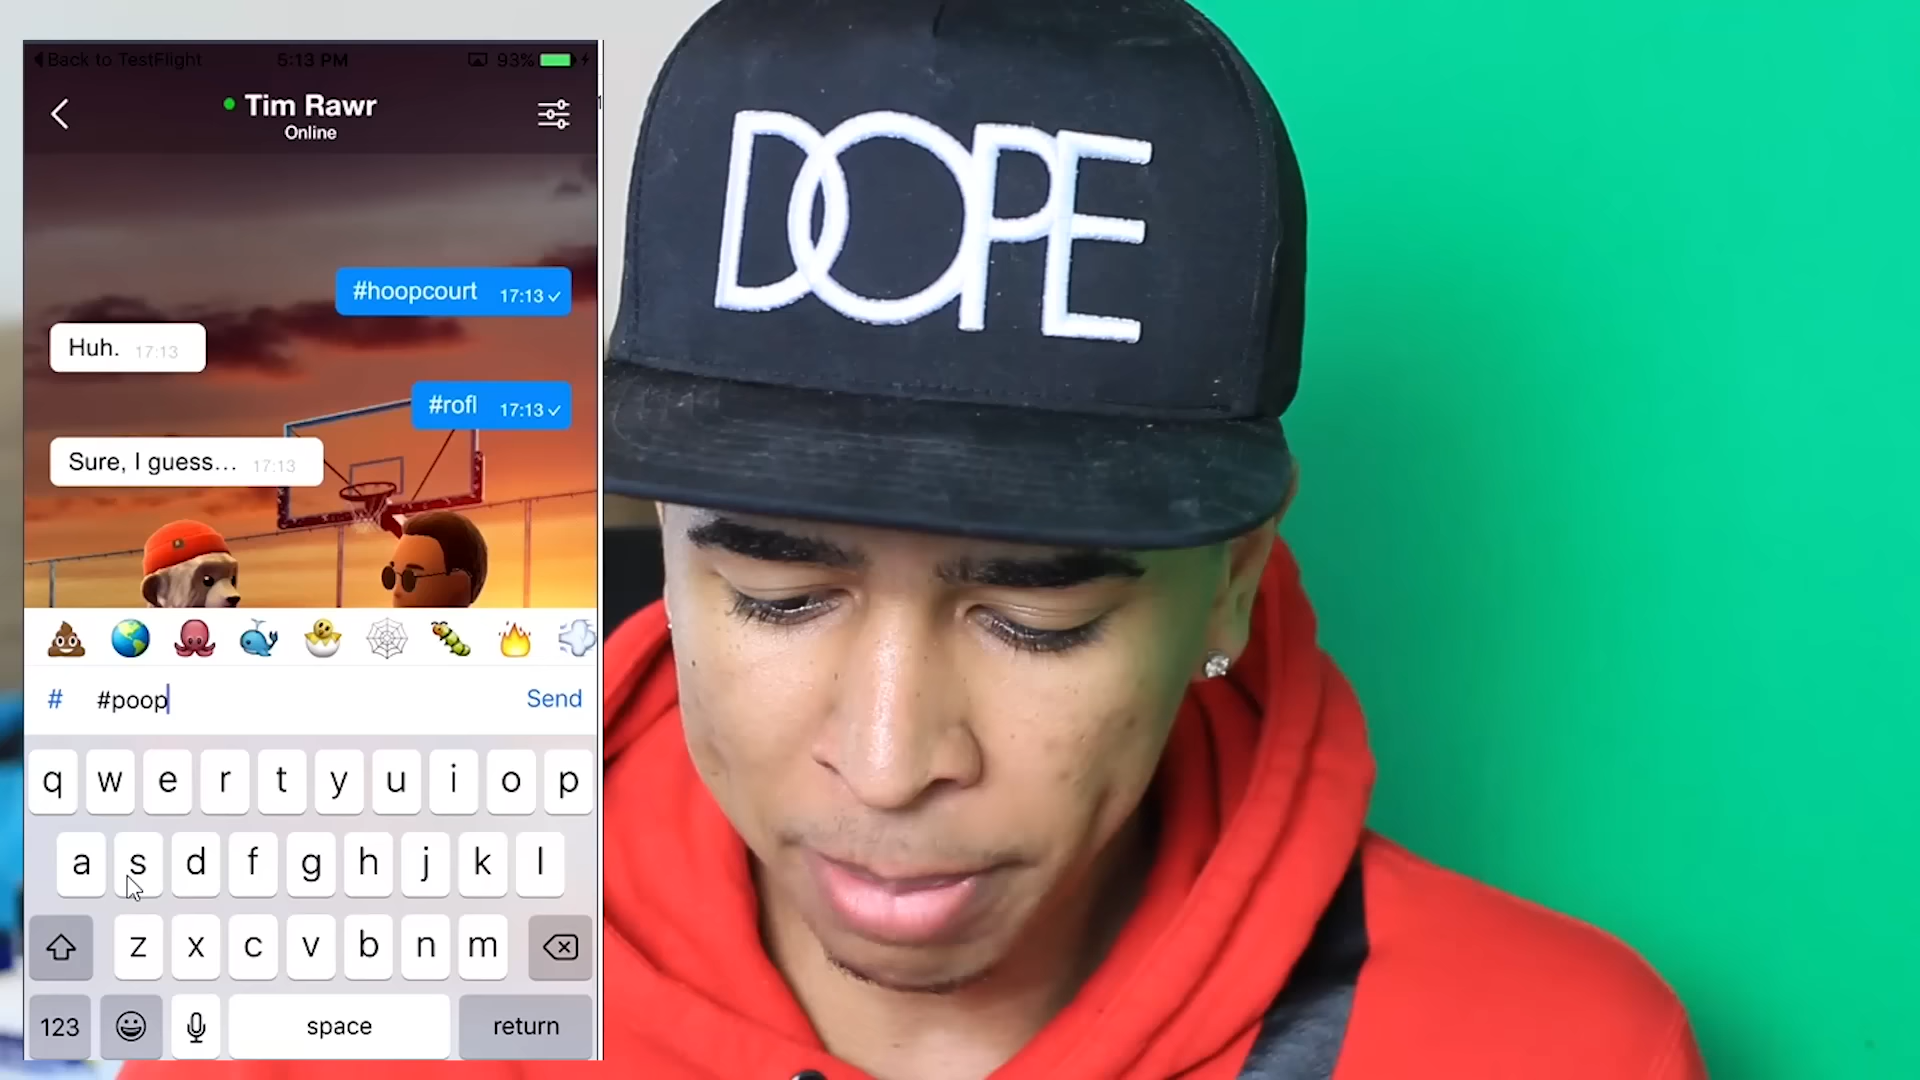 Back to TestFlight 5:13 PM 93%
Tim Rawr
Online
#hoopcourt 17:13
Huh. 17:13
#rofl 17:13
Sure, I guess... 17:13
# #poop Send
q w e r t y u i o p
a s d f g h j k l
z x c v b n m
123 space return
DOPE